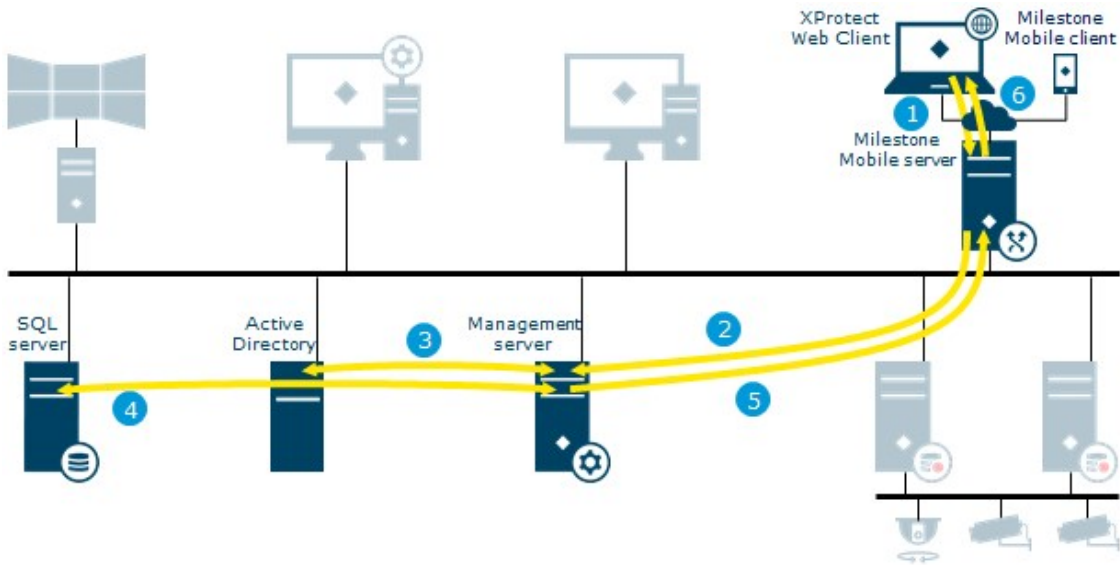 XProtect
Web Client
Milestone
Mobile client
1
6
Milestone
Mobile server
SQL
server
Active
Directory
Management
server
3
2
4
5